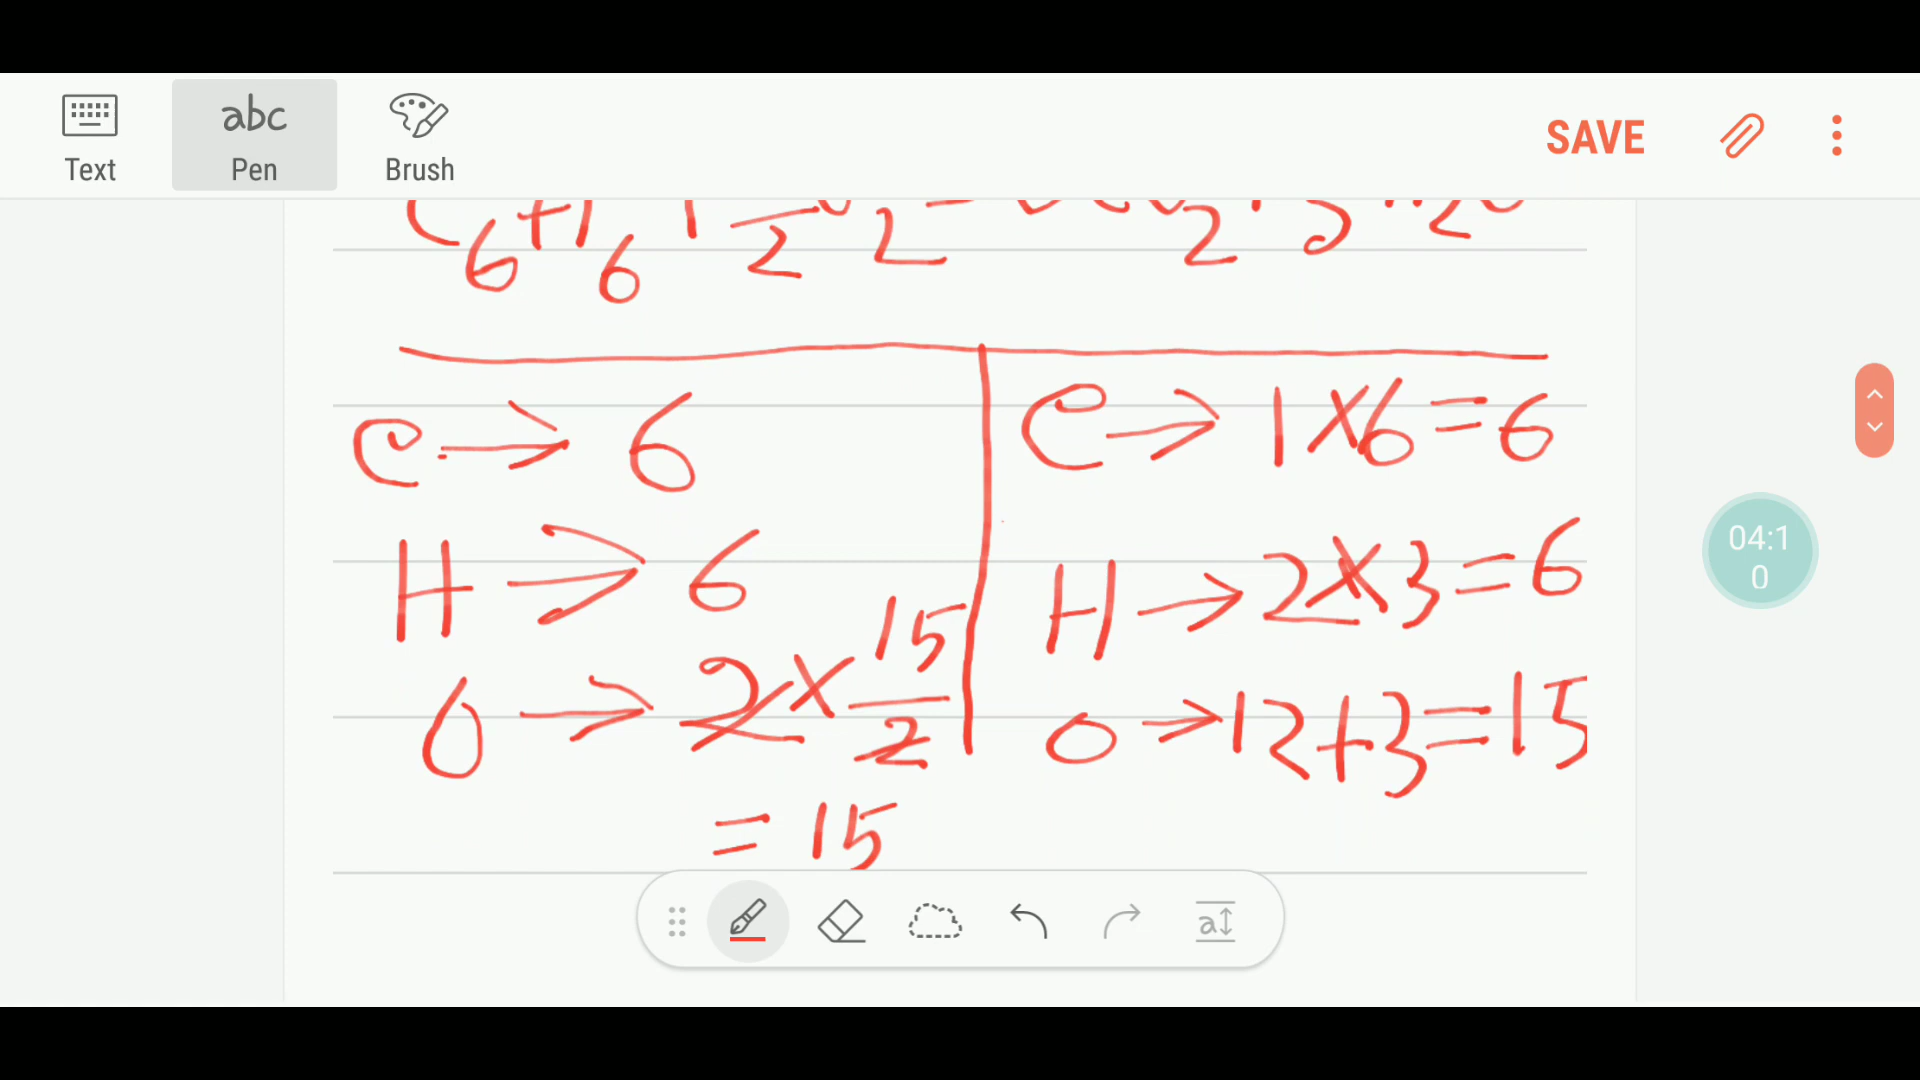 Text
abc
Pen
Brush
SAVE
C → 6
C → 1×6=6
H → 6
H → 2×3=6
O → 2×15/2
O → 12+3=15
= 15
04:1
0
a